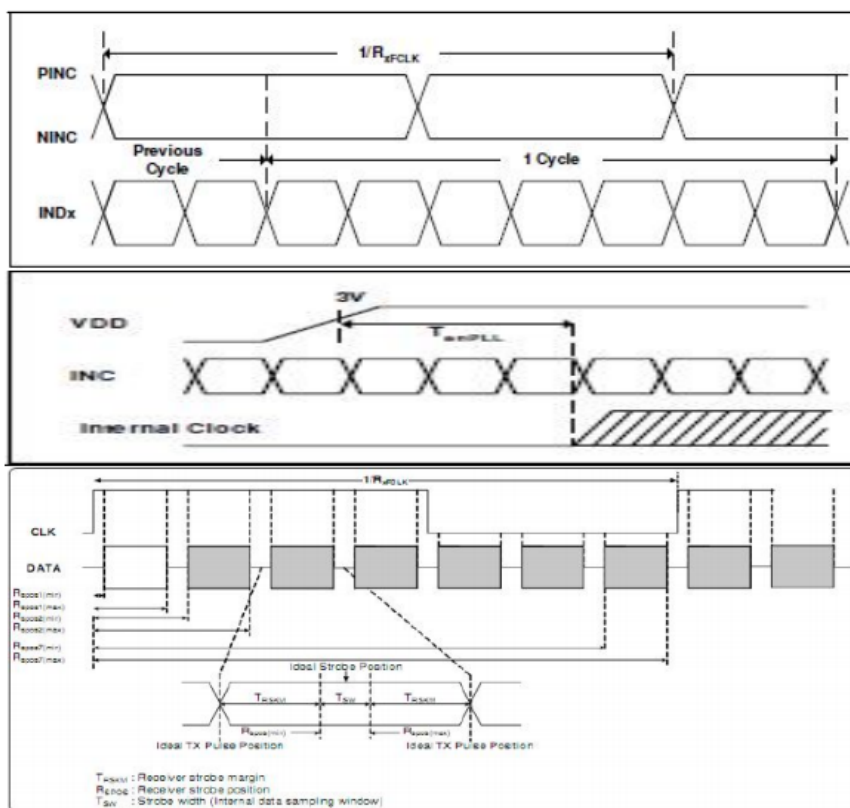 1/RxFCLK
PINC
NINC
Previous
Cycle
1 Cycle
INDx
3V
VDD
TenPLL
INC
Internal Clock
1/RxFCLK
CLK
DATA
Rspos1(min)
Rspos1(max)
Rspos2(min)
Rspos2(max)
Rspos7(min)
Rspos7(max)
Ideal Strobe Position
TRSKM TSW TRSKM
Rspos(min) Rspos(max)
Ideal TX Pulse Position Ideal TX Pulse Position
TRSKM : Receiver strobe margin
RSPOS : Receiver strobe position
TSW : Strobe width (Internal data sampling window)